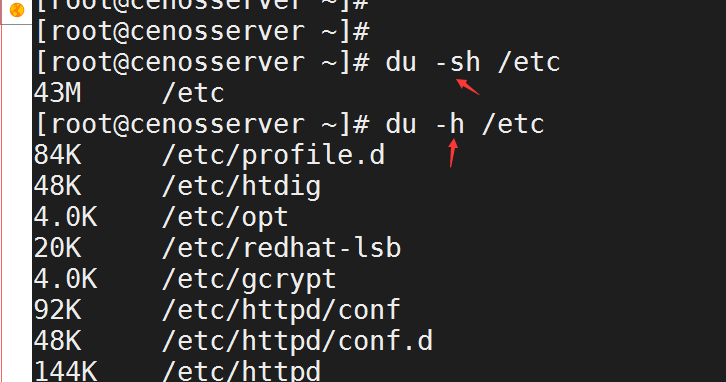 [root@cenosserver ~]#
[root@cenosserver ~]#
[root@cenosserver ~]# du -sh /etc
43M     /etc
[root@cenosserver ~]# du -h /etc
84K     /etc/profile.d
48K     /etc/htdig
4.0K    /etc/opt
20K     /etc/redhat-lsb
4.0K    /etc/gcrypt
92K     /etc/httpd/conf
48K     /etc/httpd/conf.d
144K    /etc/httpd